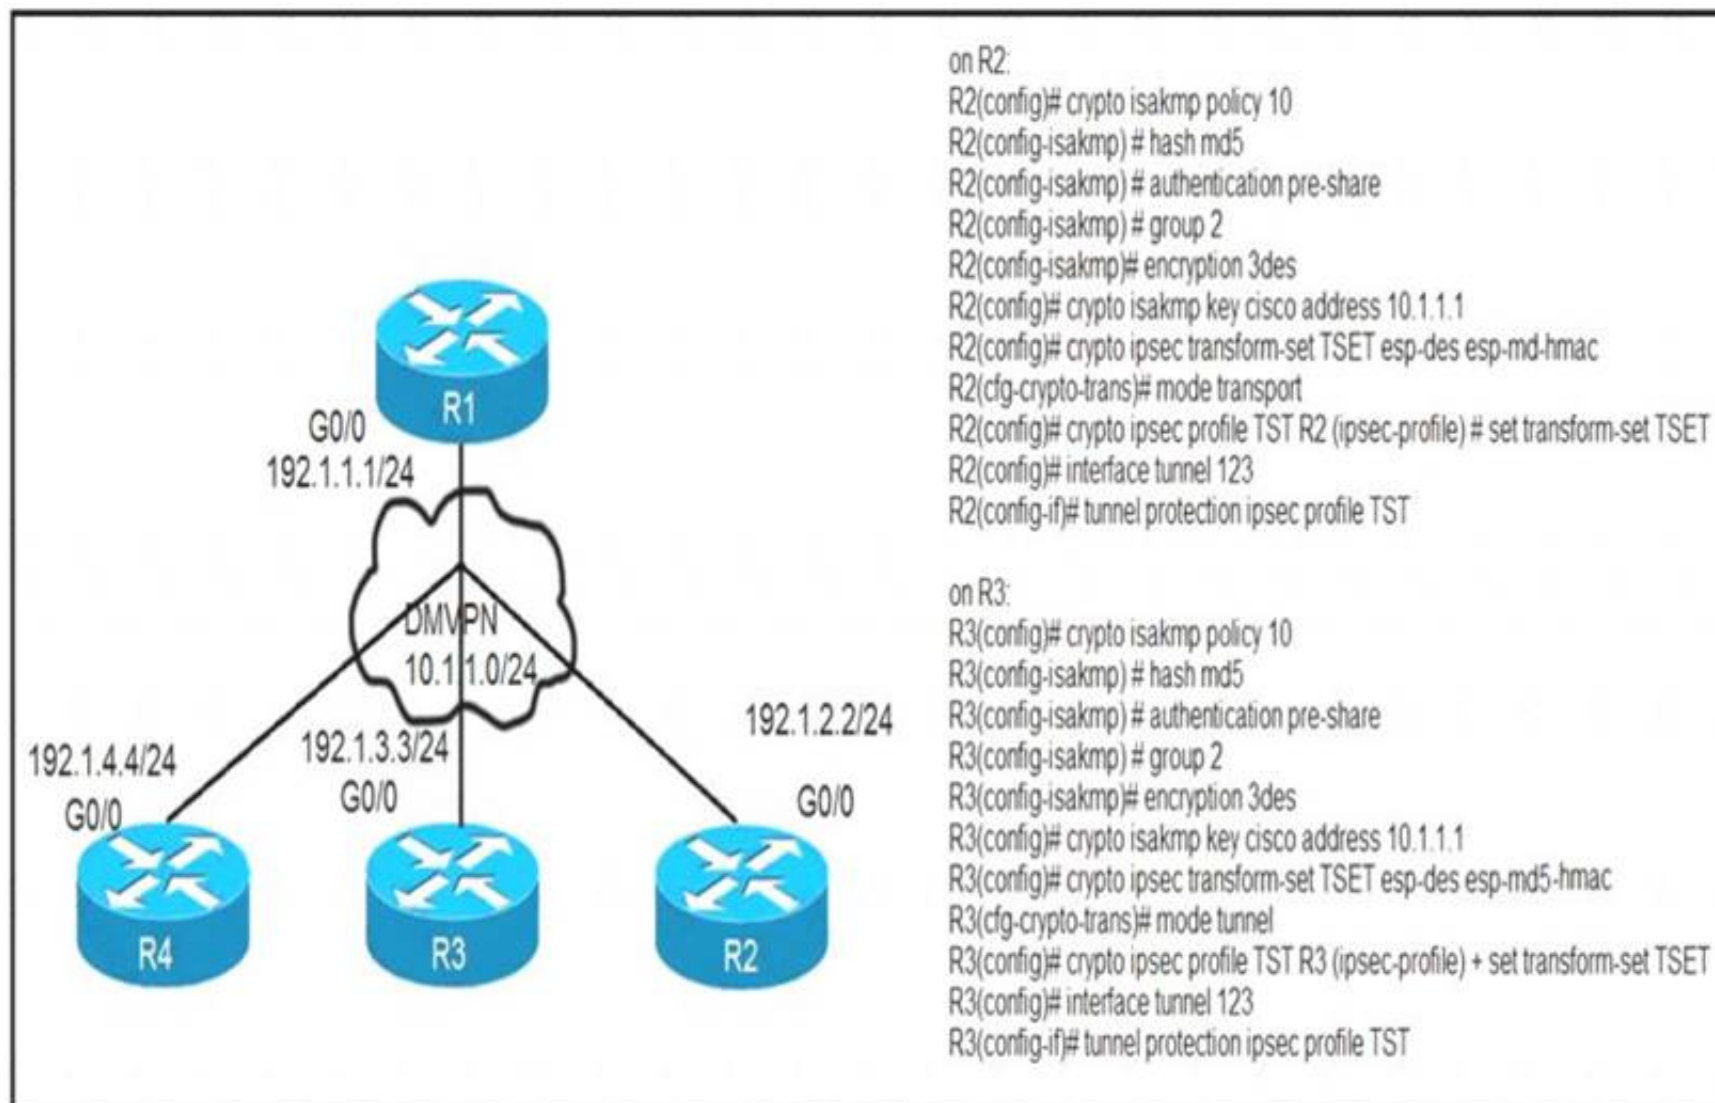 on R2:
R2(config)# crypto isakmp policy 10
R2(config-isakmp) # hash md5
R2(config-isakmp) # authentication pre-share
R2(config-isakmp) # group 2
R2(config-isakmp)# encryption 3des
R2(config)# crypto isakmp key cisco address 10.1.1.1
R2(config)# crypto ipsec transform-set TSET esp-des esp-md-hmac
R2(cfg-crypto-trans)# mode transport
R2(config)# crypto ipsec profile TST R2 (ipsec-profile) # set transform-set TSET
R2(config)# interface tunnel 123
R2(config-if)# tunnel protection ipsec profile TST
on R3:
R3(config)# crypto isakmp policy 10
R3(config-isakmp) # hash md5
R3(config-isakmp) # authentication pre-share
R3(config-isakmp) # group 2
R3(config-isakmp)# encryption 3des
R3(config)# crypto isakmp key cisco address 10.1.1.1
R3(config)# crypto ipsec transform-set TSET esp-des esp-md5-hmac
R3(cfg-crypto-trans)# mode tunnel
R3(config)# crypto ipsec profile TST R3 (ipsec-profile) + set transform-set TSET
R3(config)# interface tunnel 123
R3(config-if)# tunnel protection ipsec profile TST
R1
G0/0
192.1.1.1/24
DMVPN
10.1.1.0/24
192.1.4.4/24
G0/0
R4
192.1.3.3/24
G0/0
R3
192.1.2.2/24
G0/0
R2